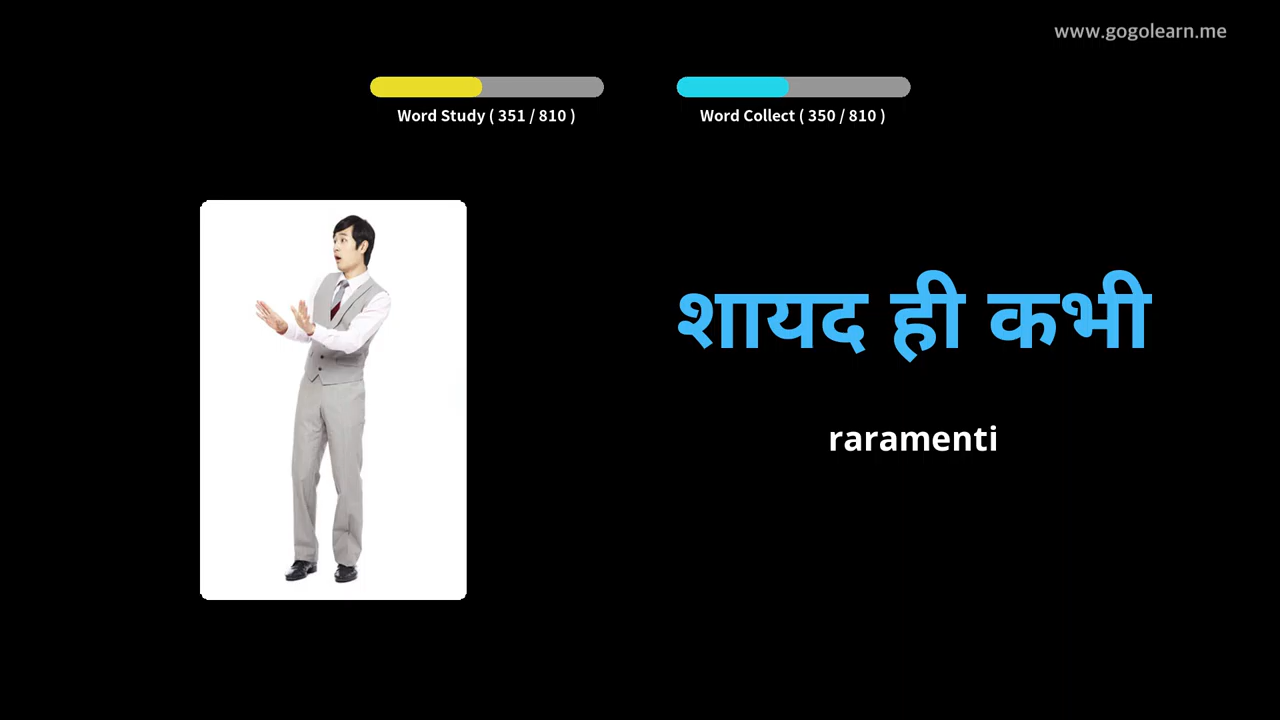 www.gogolearn.me
Word Study ( 351 / 810 )
Word Collect ( 350 / 810 )
शायद ही कभी
raramenti